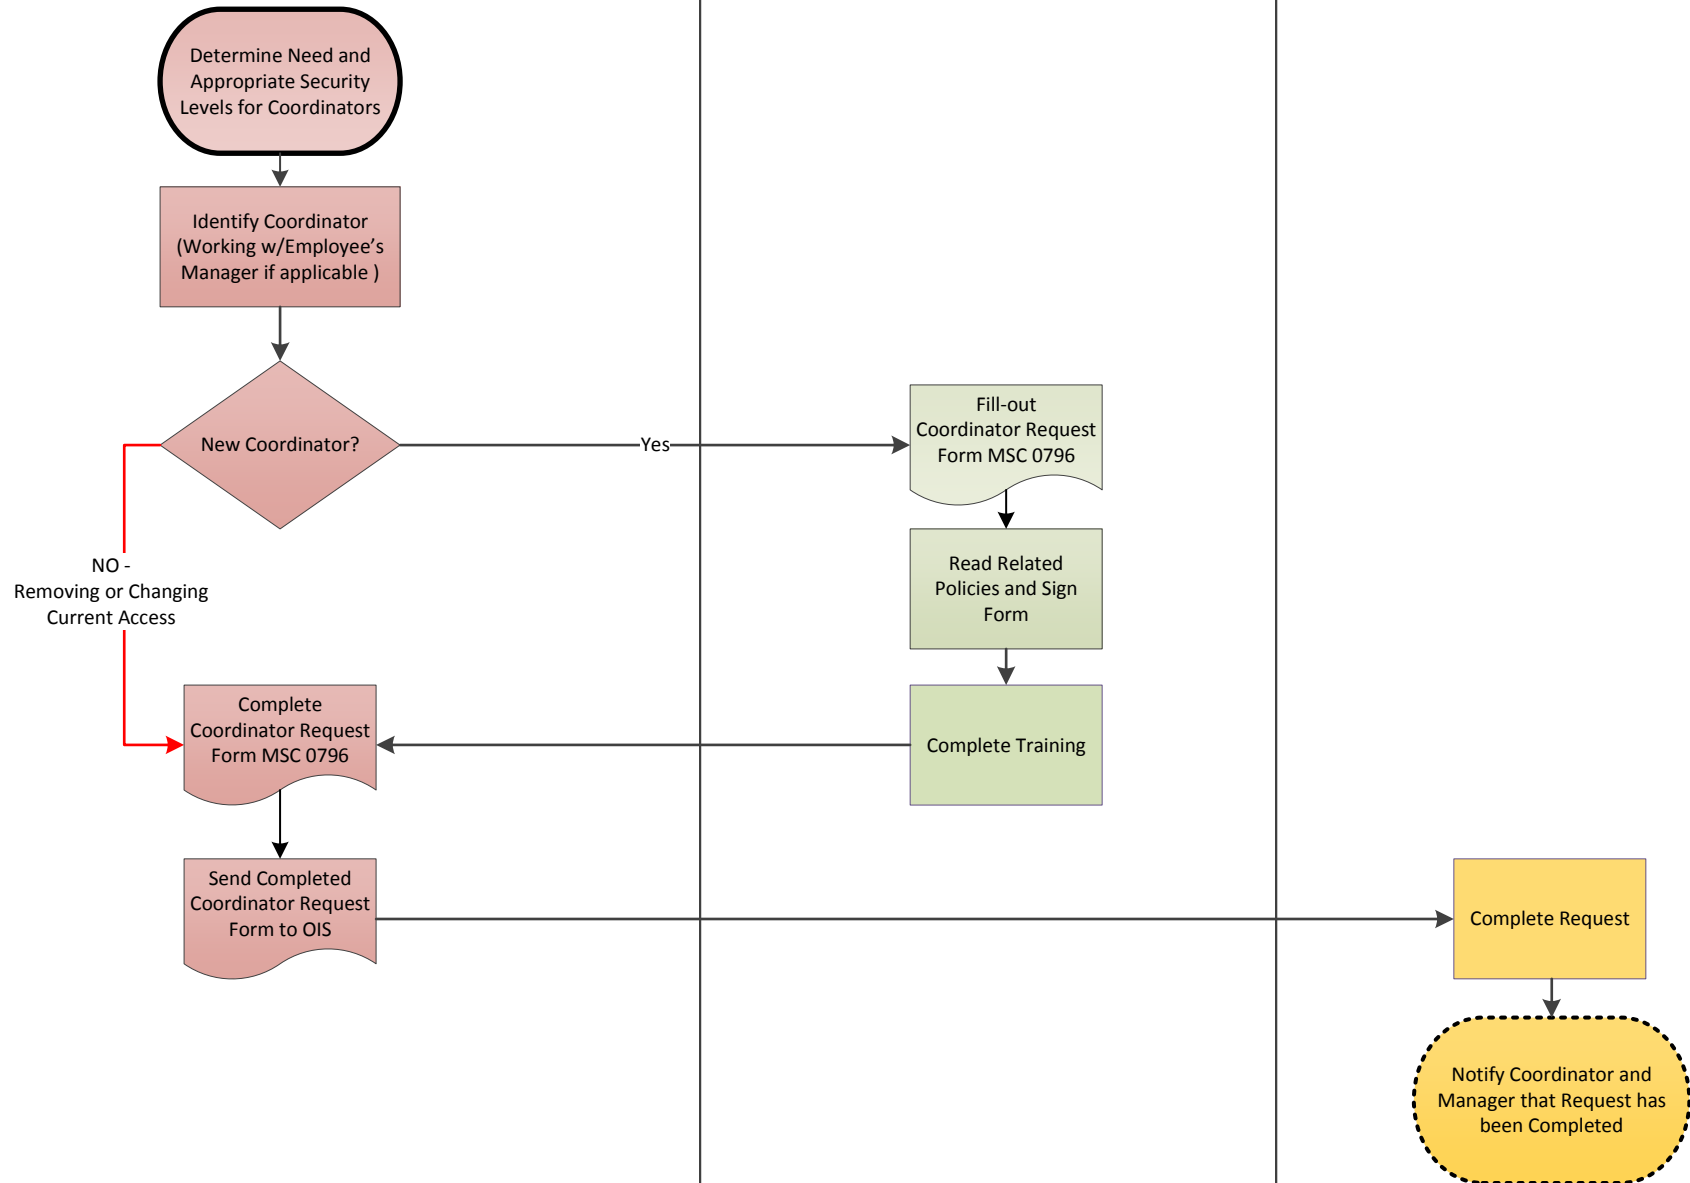 Determine Need and
Appropriate Security
Levels for Coordinators
Identify Coordinator
(Working w/Employee's
Manager if applicable )
New Coordinator?
Yes
Fill-out
Coordinator Request
Form MSC 0796
Read Related
Policies and Sign
Form
NO -
Removing or Changing
Current Access
Complete
Coordinator Request
Form MSC 0796
Complete Training
Send Completed
Coordinator Request
Form to OIS
Complete Request
Notify Coordinator and
Manager that Request has
been Completed